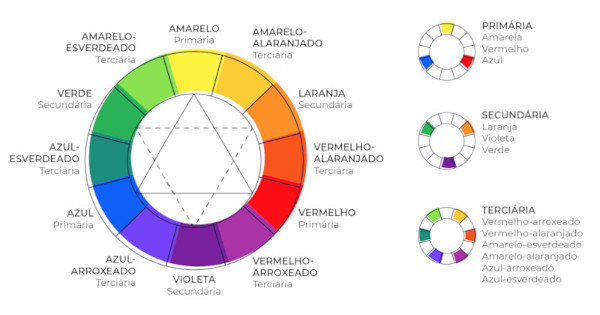 AMARELO
Primária
AMARELO-
ALARANJADO
Terciária
LARANJA
Secundária
VERMELHO-
ALARANJADO
Terciária
VERMELHO
Primária
VERMELHO-
ARROXEADO
Terciária
VIOLETA
Secundária
AZUL-
ARROXEADO
Terciária
AZUL
Primária
AZUL-
ESVERDEADO
Terciária
VERDE
Secundária
AMARELO-
ESVERDEADO
Terciária
PRIMÁRIA
Amarela
Vermelho
Azul
SECUNDÁRIA
Laranja
Violeta
Verde
TERCIÁRIA
Vermelho-arroxeado
Vermelho-alaranjado
Amarelo-esverdeado
Amarelo-alaranjado
Azul-arroxeado
Azul-esverdeado